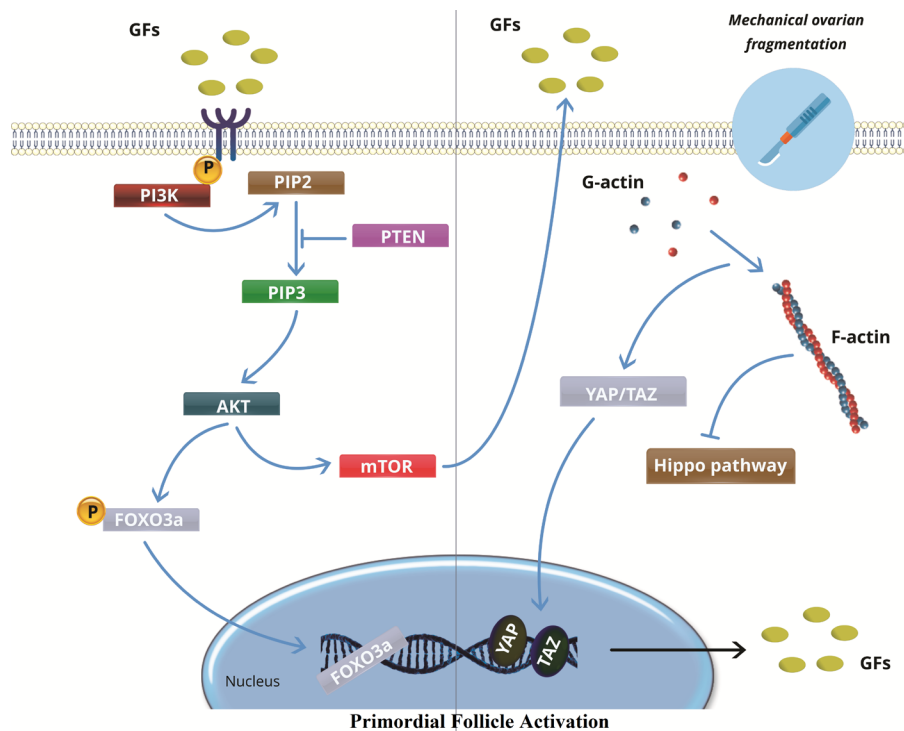 GFs
GFs
Mechanical ovarian
fragmentation
P
PI3K
PIP2
PTEN
PIP3
AKT
mTOR
P
FOXO3a
G-actin
F-actin
YAP/TAZ
Hippo pathway
Nucleus
FOXO3a
YAP
TAZ
GFs
Primordial Follicle Activation